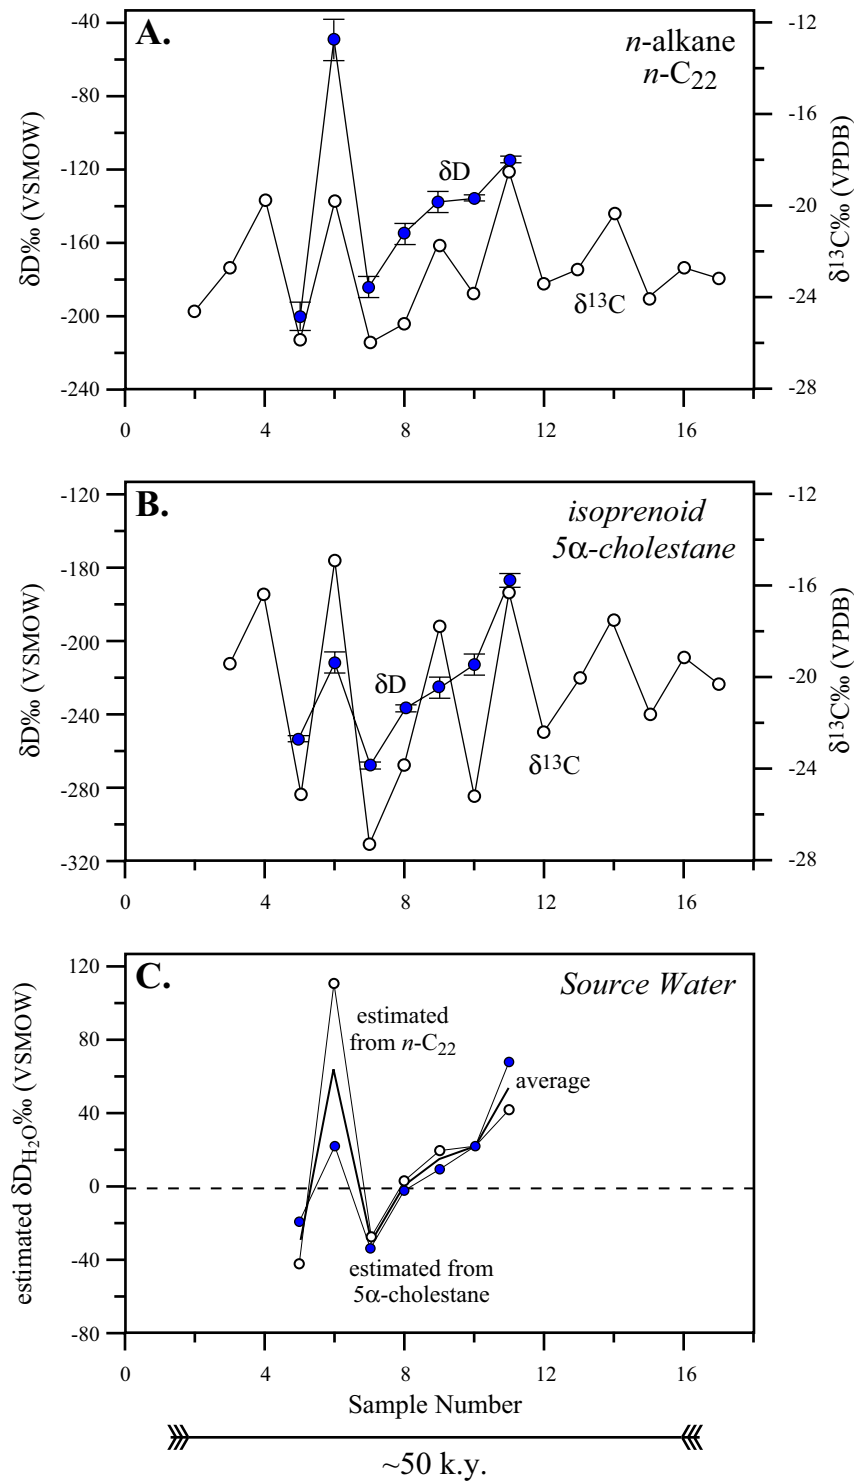 A.
n-alkane
n-C22
δD‰ (VSMOW)
-40
-80
-120
-160
-200
-240
δD
δ13C
-12
-16
-20
-24
-28
δ13C‰ (VPDB)
0 4 8 12 16
B.
isoprenoid
5α-cholestane
δD‰ (VSMOW)
-120
-180
-200
-240
-280
-320
δD
δ13C
-12
-16
-20
-24
-28
δ13C‰ (VPDB)
0 4 8 12 16
C.
Source Water
estimated δDH2O‰ (VSMOW)
120
80
40
0
-40
-80
estimated
from n-C22
average
estimated from
5α-cholestane
0 4 8 12 16
Sample Number
~50 k.y.